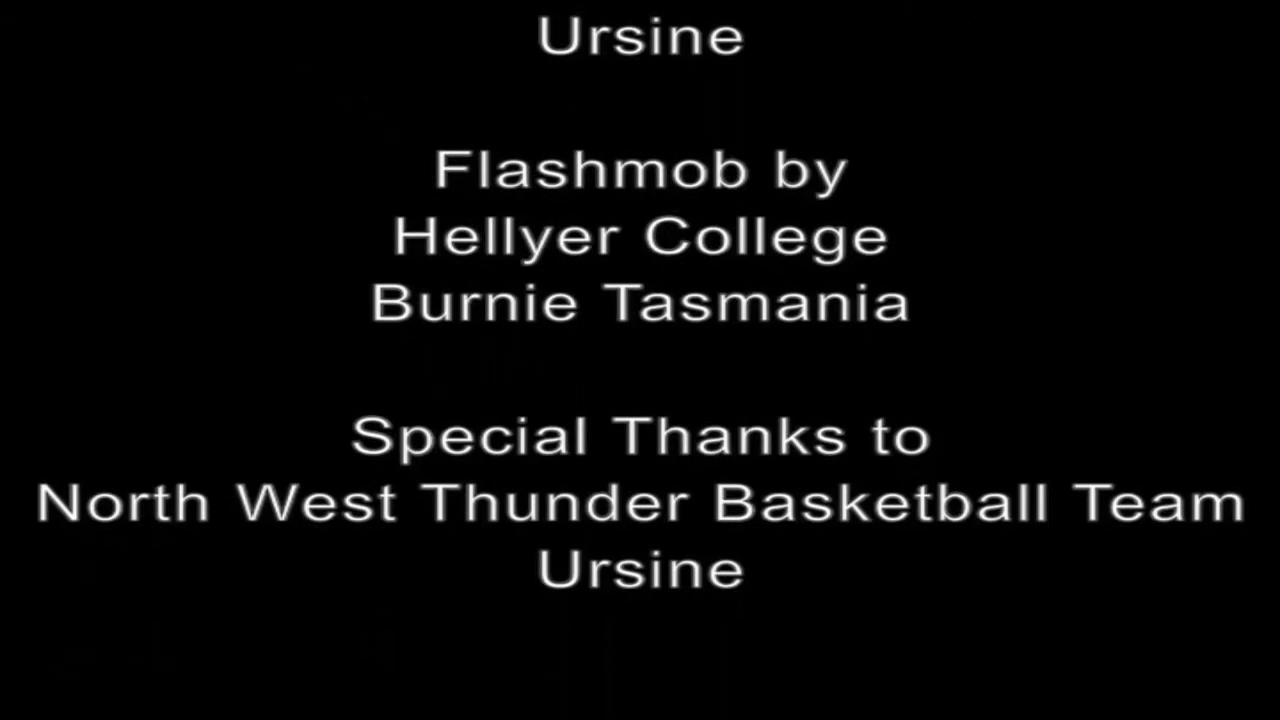 Ursine
Flashmob by
Hellyer College
Burnie Tasmania
Special Thanks to
North West Thunder Basketball Team
Ursine